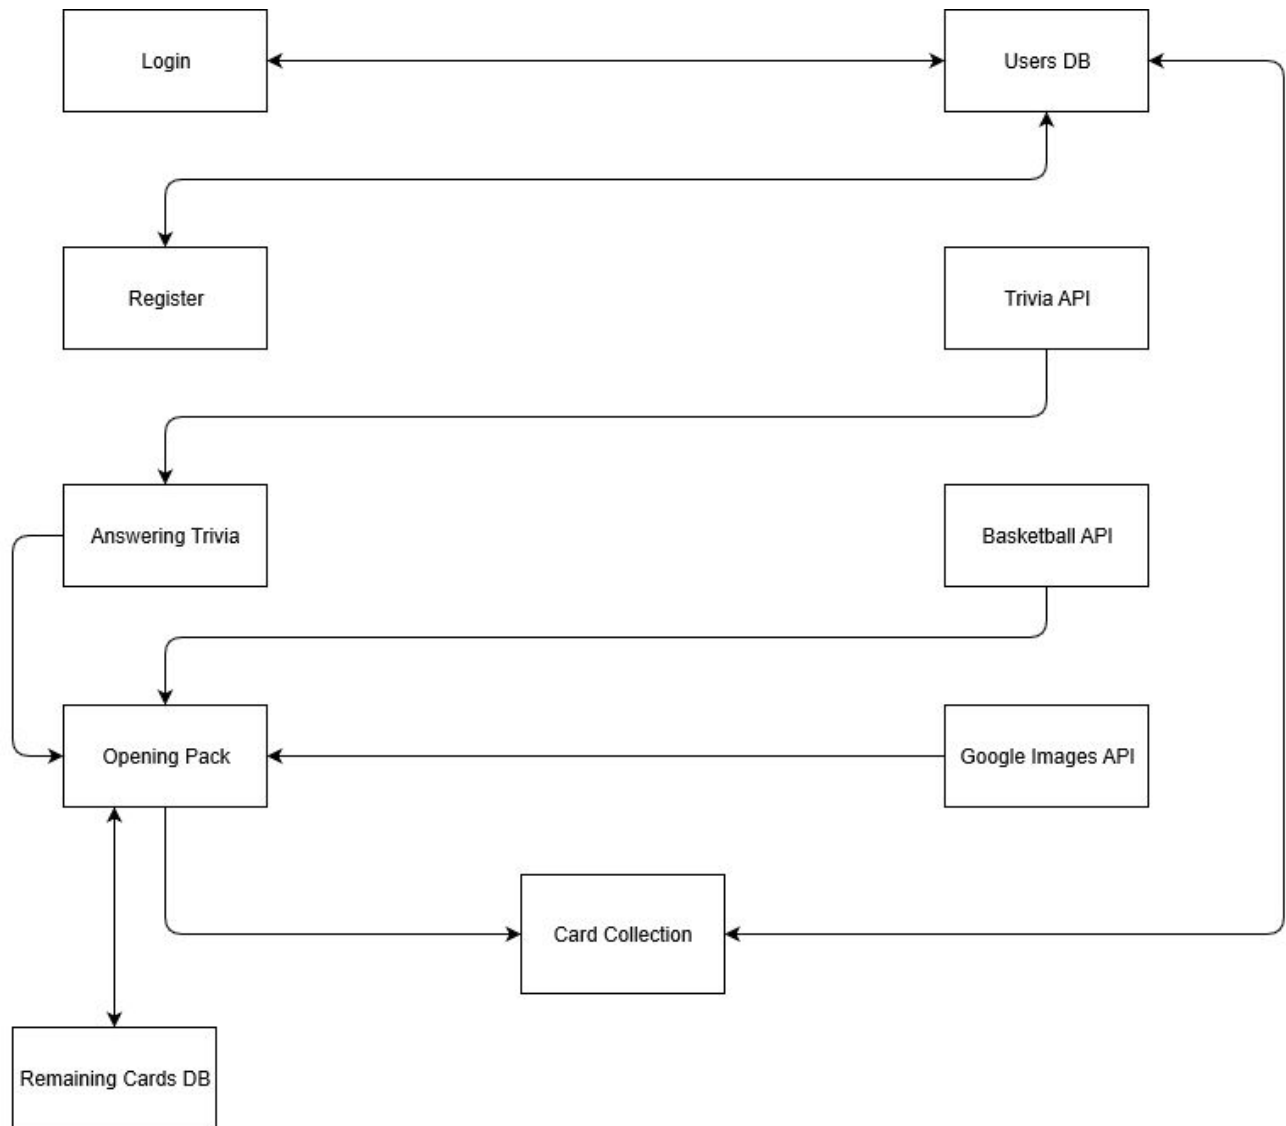 Login
Users DB
Register
Trivia API
Answering Trivia
Basketball API
Opening Pack
Google Images API
Card Collection
Remaining Cards DB